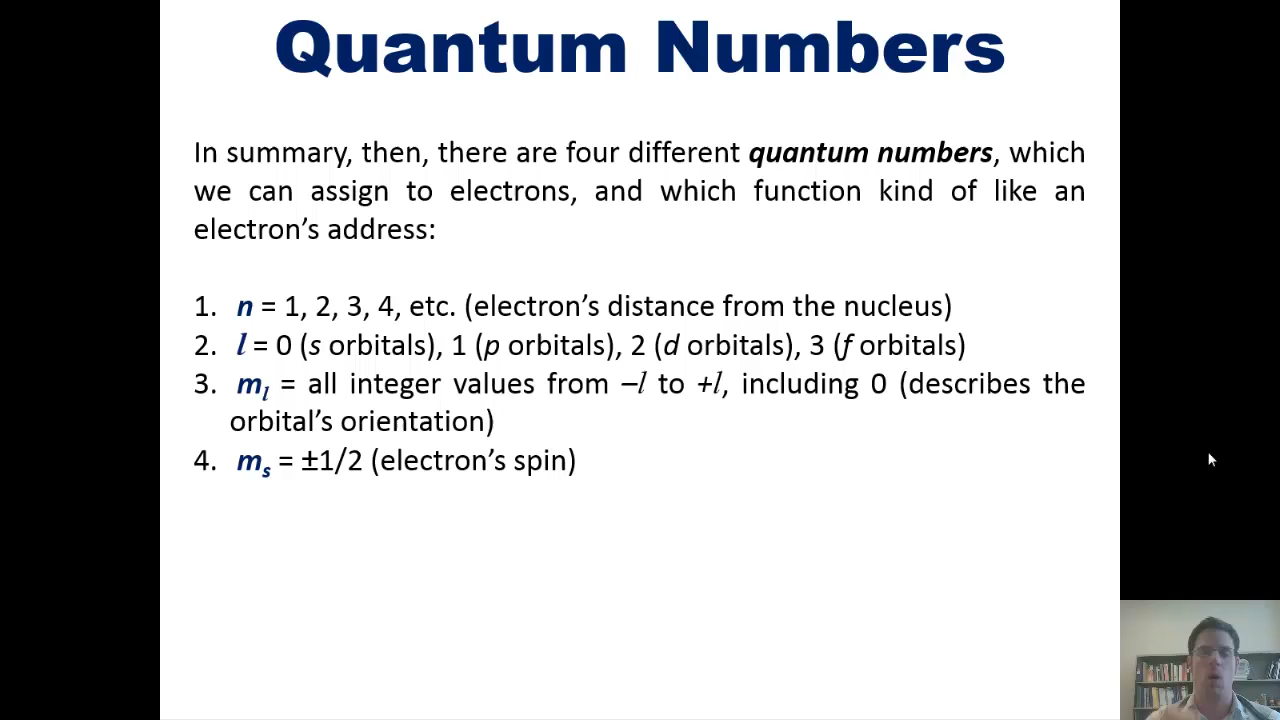 Quantum Numbers
In summary, then, there are four different quantum numbers, which
we can assign to electrons, and which function kind of like an
electron’s address:
1. n = 1, 2, 3, 4, etc. (electron’s distance from the nucleus)
2. l = 0 (s orbitals), 1 (p orbitals), 2 (d orbitals), 3 (f orbitals)
3. ml = all integer values from –l to +l, including 0 (describes the
orbital’s orientation)
4. ms = ±1/2 (electron’s spin)